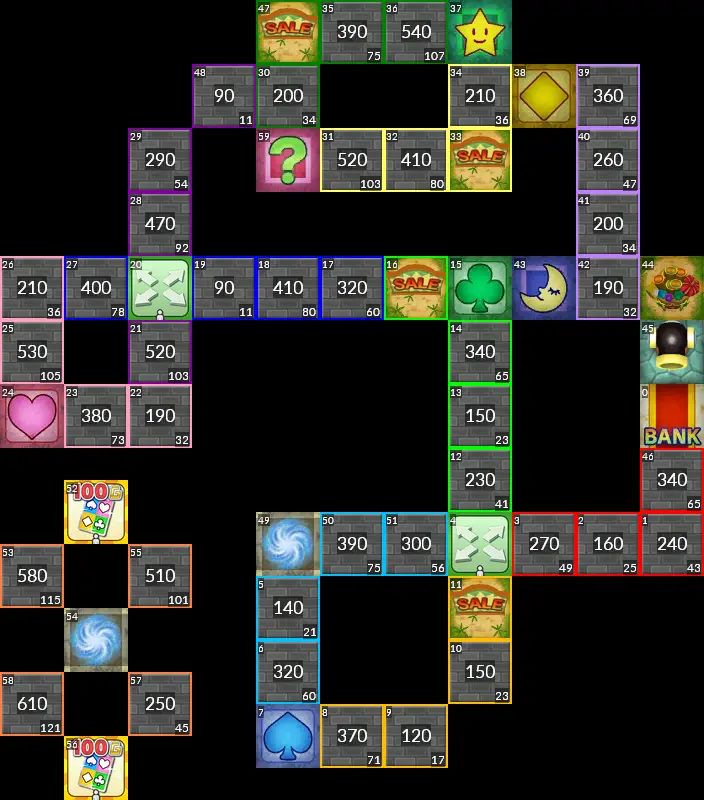 47 SALE 35 390 75 36 540 107 37
48 90 11 30 200 34 34 210 36 38 39 360 69
29 290 54 59 ? 31 520 103 32 410 80 33 SALE 40 260 47
28 470 92 41 200 34
26 210 36 27 400 78 20 19 90 11 18 410 80 17 320 60 16 SALE 15 43 42 190 32 44
25 530 105 21 520 103 14 340 65 45
24 23 380 73 22 190 32 13 150 23 0 BANK
52 100G 12 230 41 46 340 65
53 580 115 55 510 101 49 50 390 75 51 300 56 4 3 270 49 2 160 25 1 240 43
54 5 140 21 11 SALE
58 610 121 57 250 45 6 320 60 10 150 23
56 100G 7 8 370 71 9 120 17